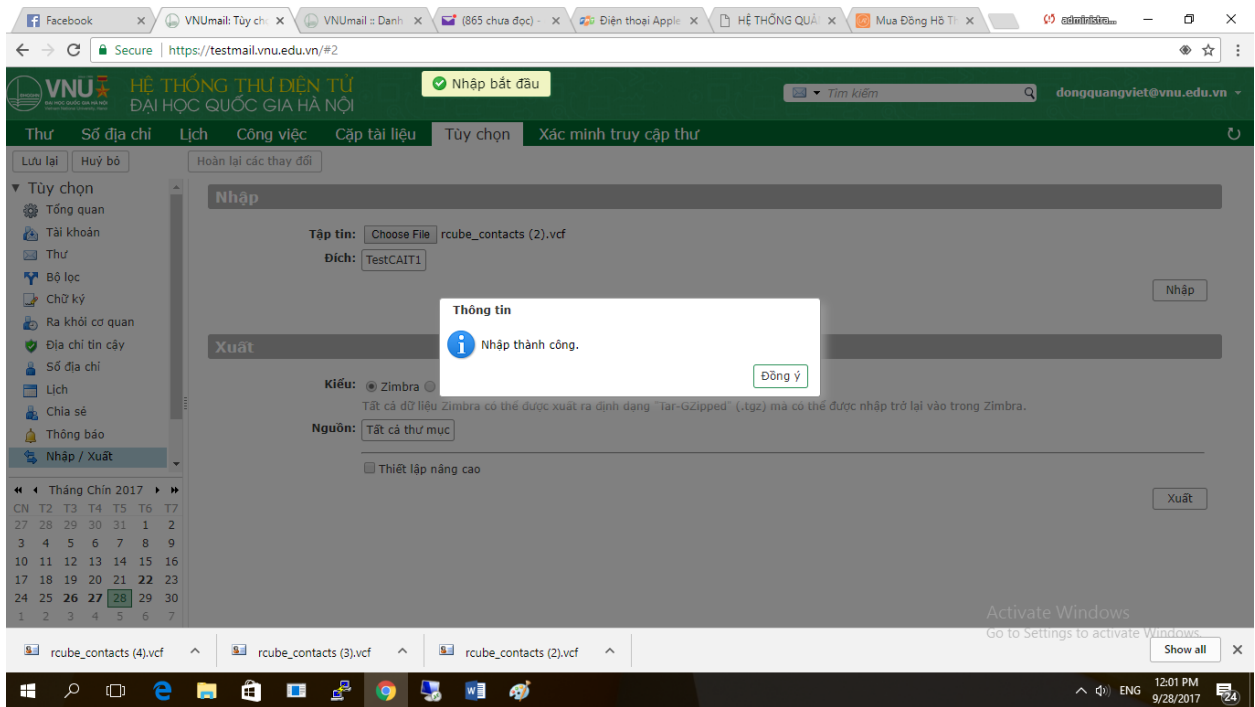 Facebook
VNUmail: Tùy chọ
VNUmail :: Danh
(865 chưa đọc) -
Điện thoại Apple
HỆ THỐNG QUẢ
Mua Đồng Hồ Th
administra...
Secure
https://testmail.vnu.edu.vn/#2
VNU
HỆ THỐNG THƯ ĐIỆN TỬ
ĐẠI HỌC QUỐC GIA HÀ NỘI
Nhập bắt đầu
Tìm kiếm
dongquangviet@vnu.edu.vn
Thư Sổ địa chỉ Lịch Công việc Cặp tài liệu Tùy chọn Xác minh truy cập thư
Lưu lại Huỷ bỏ Hoàn lại các thay đổi
Tùy chọn
Tổng quan
Tài khoản
Thư
Bộ lọc
Chữ ký
Ra khỏi cơ quan
Địa chỉ tin cậy
Sổ địa chỉ
Lịch
Chia sẻ
Thông báo
Nhập / Xuất
Tháng Chín 2017
CN T2 T3 T4 T5 T6 T7
27 28 29 30 31 1 2
3 4 5 6 7 8 9
10 11 12 13 14 15 16
17 18 19 20 21 22 23
24 25 26 27 28 29 30
1 2 3 4 5 6 7
Nhập
Tập tin: Choose File rcube_contacts (2).vcf
Đích: TestCAIT1
Nhập
Thông tin
Nhập thành công.
Đồng ý
Xuất
Kiểu: Zimbra
Tất cả dữ liệu Zimbra có thể được xuất ra định dạng "Tar-GZipped" (.tgz) mà có thể được nhập trở lại vào trong Zimbra.
Nguồn: Tất cả thư mục
Thiết lập nâng cao
Xuất
Activate Windows
Go to Settings to activate Windows.
rcube_contacts (4).vcf
rcube_contacts (3).vcf
rcube_contacts (2).vcf
Show all
ENG
12:01 PM
9/28/2017
24